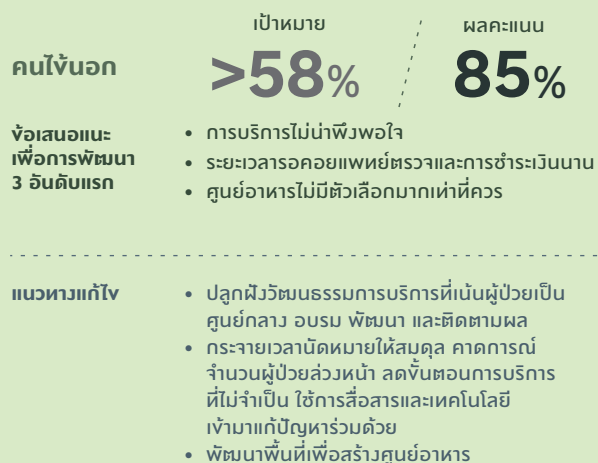 เป้าหมาย
ผลคะแนน
คนไข้นอก
>58%
85%
ข้อเสนอแนะ
เพื่อการพัฒนา
3 อันดับแรก
• การบริการไม่น่าพึงพอใจ
• ระยะเวลารอคอยแพทย์ตรวจและการชำระเงินนาน
• ศูนย์อาหารไม่มีตัวเลือกมากเท่าที่ควร
แนวทางแก้ไข
• ปลูกฝังวัฒนธรรมการบริการที่เน้นผู้ป่วยเป็น
ศูนย์กลาง อบรม พัฒนา และติดตามผล
• กระจายเวลานัดหมายให้สมดุล คาดการณ์
จำนวนผู้ป่วยล่วงหน้า ลดขั้นตอนการบริการ
ที่ไม่จำเป็น ใช้การสื่อสารและเทคโนโลยี
เข้ามาแก้ปัญหาร่วมด้วย
• พัฒนาพื้นที่เพื่อสร้างศูนย์อาหาร